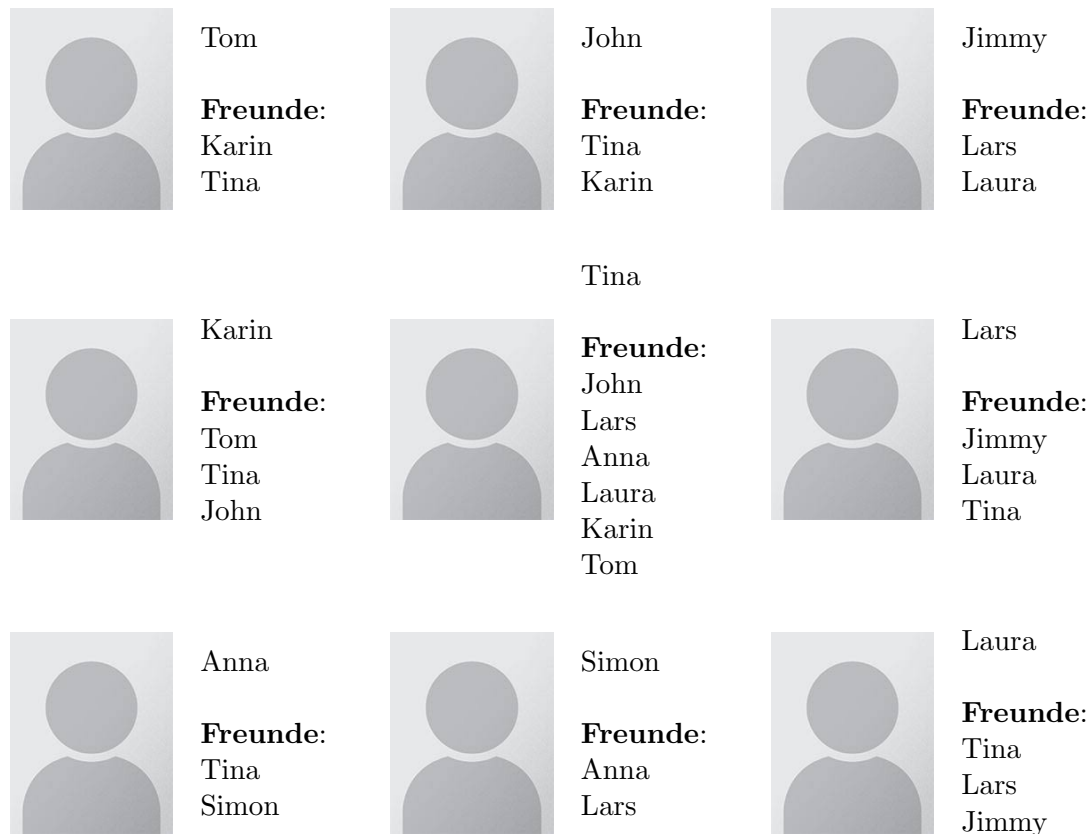 Tom
Freunde:
Karin
Tina
John
Freunde:
Tina
Karin
Jimmy
Freunde:
Lars
Laura
Karin
Freunde:
Tom
Tina
John
Tina
Freunde:
John
Lars
Anna
Laura
Karin
Tom
Lars
Freunde:
Jimmy
Laura
Tina
Anna
Freunde:
Tina
Simon
Simon
Freunde:
Anna
Lars
Laura
Freunde:
Tina
Lars
Jimmy